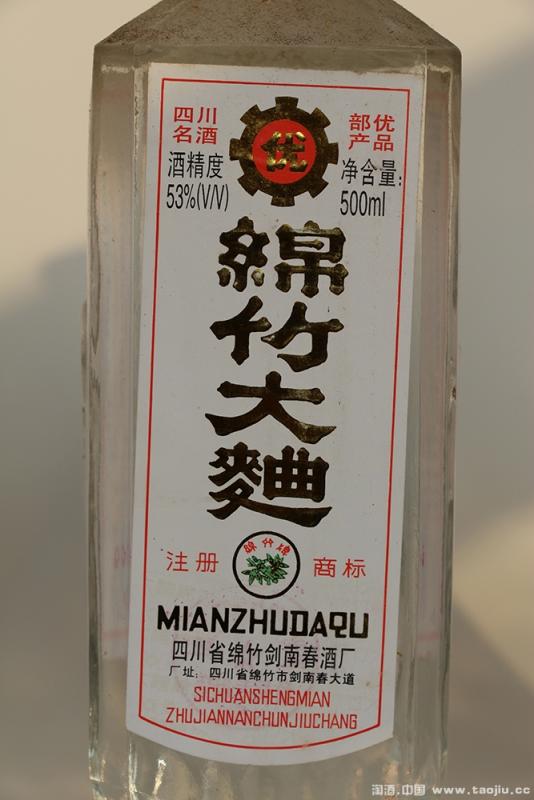 四川
名酒
优
部优
产品
酒精度
53%(V/V)
净含量:
500ml
綿竹大麯
綿竹牌
注册
商标
MIANZHUDAQU
四川省绵竹剑南春酒厂
厂址: 四川省绵竹市剑南春大道
SICHUANSHENGMIAN
ZHUJIANNANCHUNJIUCHANG
淘酒.中国 www.taojiu.cc